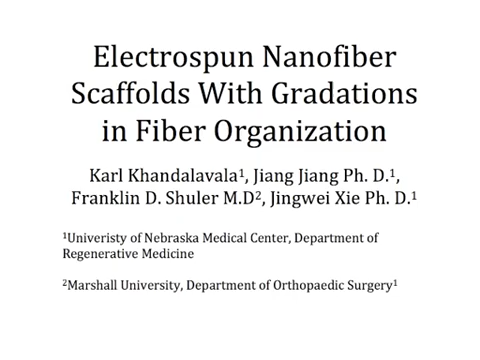 Electrospun Nanofiber
Scaffolds With Gradations
in Fiber Organization
Karl Khandalavala¹, Jiang Jiang Ph. D.¹,
Franklin D. Shuler M.D², Jingwei Xie Ph. D.¹
¹Univeristy of Nebraska Medical Center, Department of
Regenerative Medicine
²Marshall University, Department of Orthopaedic Surgery¹